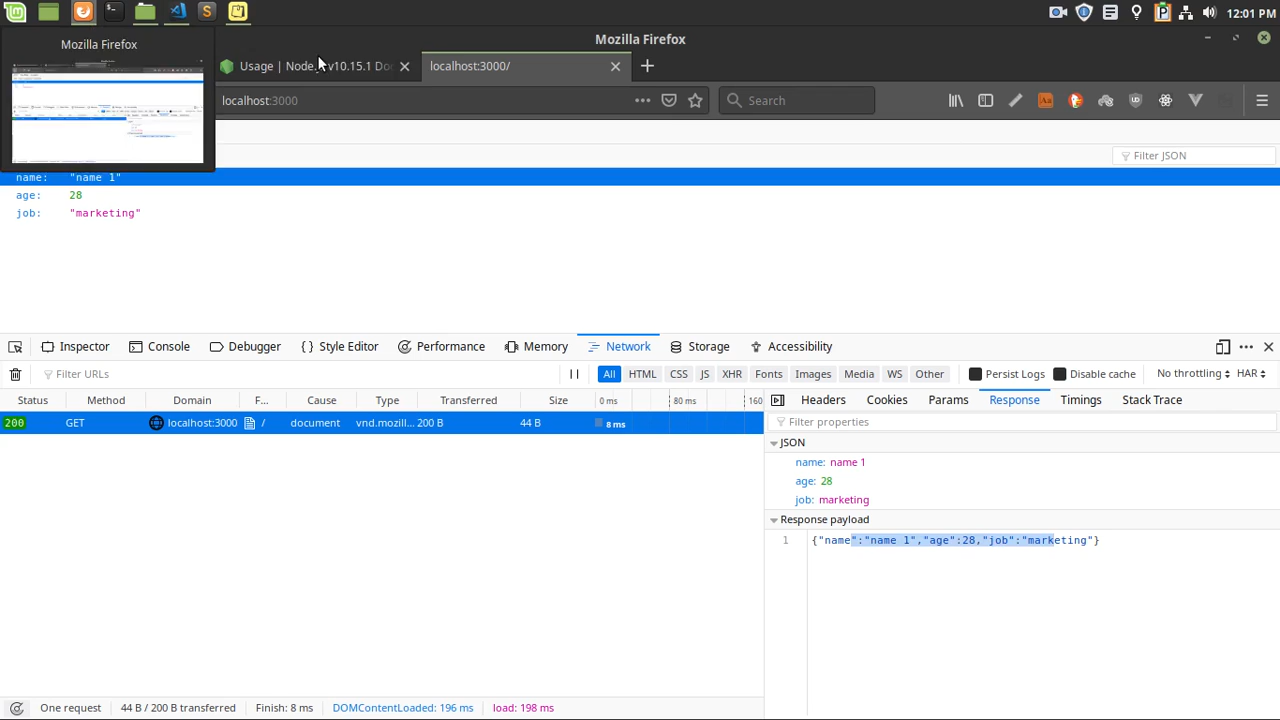 12:01 PM
Mozilla Firefox
Mozilla Firefox
Usage | Node.js v10.15.1 Do
localhost:3000/
localhost:3000
Search
Filter JSON
name: "name 1"
age: 28
job: "marketing"
Inspector Console Debugger Style Editor Performance Memory Network Storage Accessibility
Filter URLs
All HTML CSS JS XHR Fonts Images Media WS Other Persist Logs Disable cache No throttling HAR
Status Method Domain F... Cause Type Transferred Size 0 ms 80 ms 160
Headers Cookies Params Response Timings Stack Trace
200 GET localhost:3000 / document vnd.mozill... 200 B 44 B 8 ms
Filter properties
JSON
name: name 1
age: 28
job: marketing
Response payload
1 {"name":"name 1","age":28,"job":"marketing"}
One request 44 B / 200 B transferred Finish: 8 ms DOMContentLoaded: 196 ms load: 198 ms